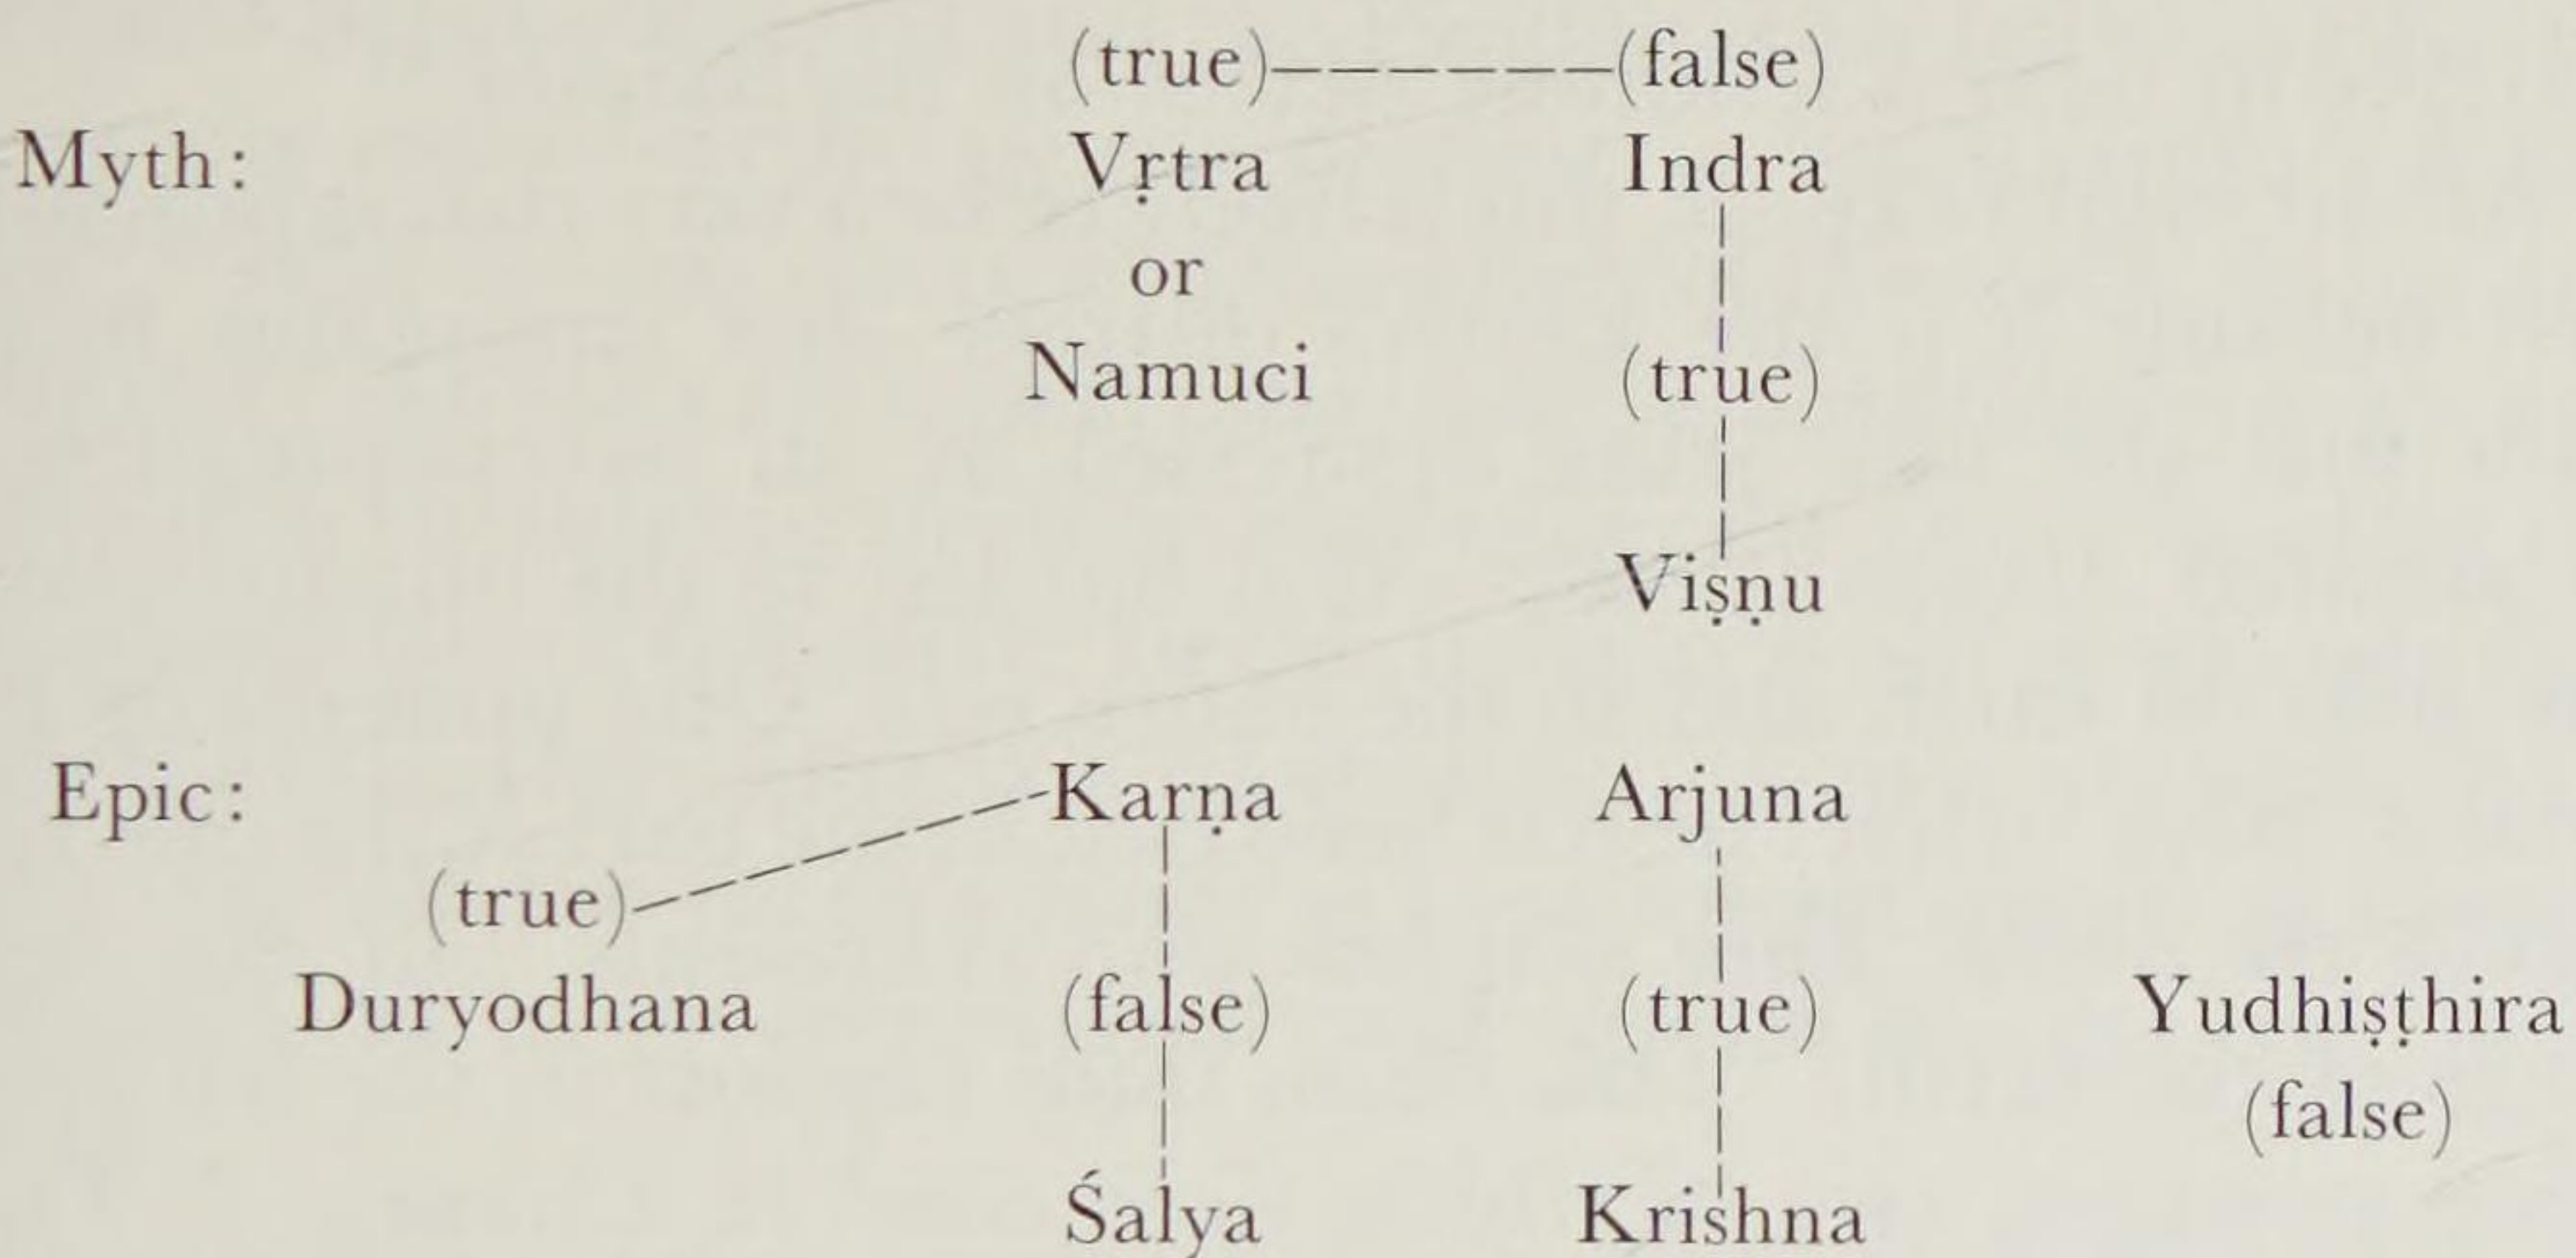 (true) (false)
Myth: Vṛtra Indra
or
Namuci (true)
Viṣṇu
Epic: Karṇa Arjuna
(true)
Duryodhana (false) (true) Yudhiṣṭhira
(false)
Śalya Krishna